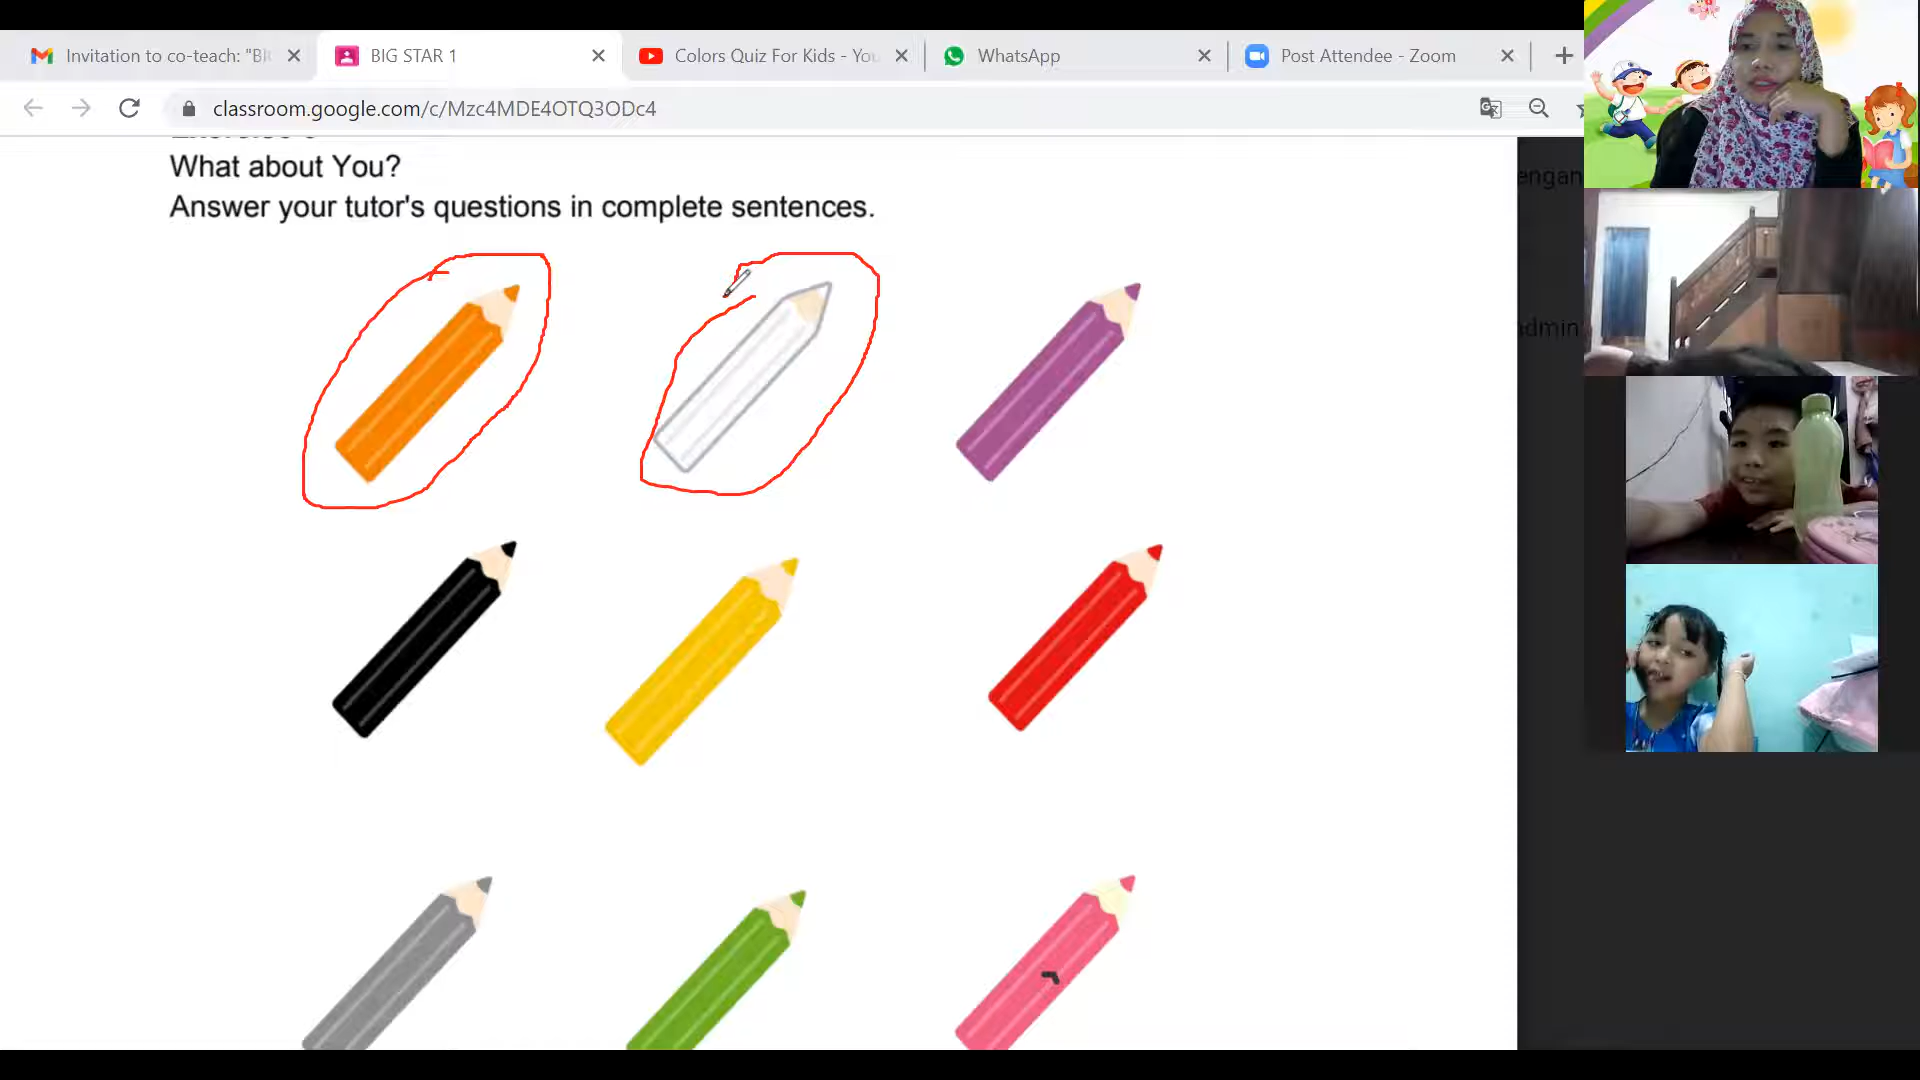 Invitation to co-teach: "BI
BIG STAR 1
Colors Quiz For Kids - You
WhatsApp
Post Attendee - Zoom
classroom.google.com/c/Mzc4MDE4OTQ3ODc4
What about You?
Answer your tutor's questions in complete sentences.
engan
dmin